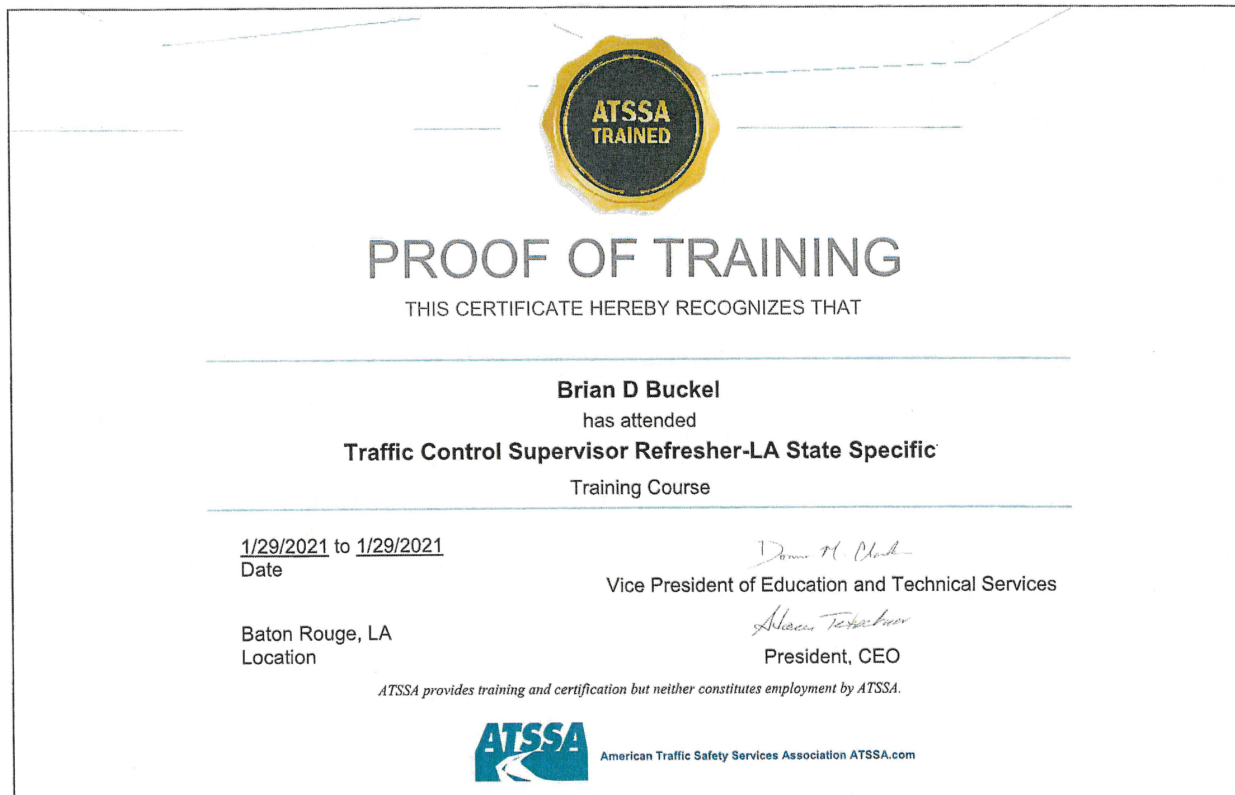 ATSSA
TRAINED
PROOF OF TRAINING
THIS CERTIFICATE HEREBY RECOGNIZES THAT
Brian D Buckel
has attended
Traffic Control Supervisor Refresher-LA State Specific
Training Course
1/29/2021 to 1/29/2021
Date
Donna M. Clark
Vice President of Education and Technical Services
Baton Rouge, LA
Location
President, CEO
ATSSA provides training and certification but neither constitutes employment by ATSSA.
ATSSA
American Traffic Safety Services Association ATSSA.com